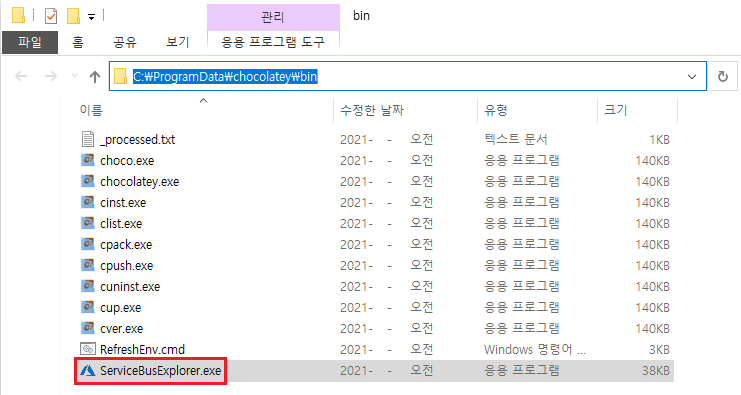 관리 bin
파일 홈 공유 보기 응용 프로그램 도구
C:₩ProgramData₩chocolatey₩bin
이름 수정한 날짜 유형 크기
_processed.txt 2021- - 오전 텍스트 문서 1KB
choco.exe 2021- - 오전 응용 프로그램 140KB
chocolatey.exe 2021- - 오전 응용 프로그램 140KB
cinst.exe 2021- - 오전 응용 프로그램 140KB
clist.exe 2021- - 오전 응용 프로그램 140KB
cpack.exe 2021- - 오전 응용 프로그램 140KB
cpush.exe 2021- - 오전 응용 프로그램 140KB
cuninst.exe 2021- - 오전 응용 프로그램 140KB
cup.exe 2021- - 오전 응용 프로그램 140KB
cver.exe 2021- - 오전 응용 프로그램 140KB
RefreshEnv.cmd 2021- - 오전 Windows 명령어 ... 3KB
ServiceBusExplorer.exe 2021- - 오전 응용 프로그램 38KB